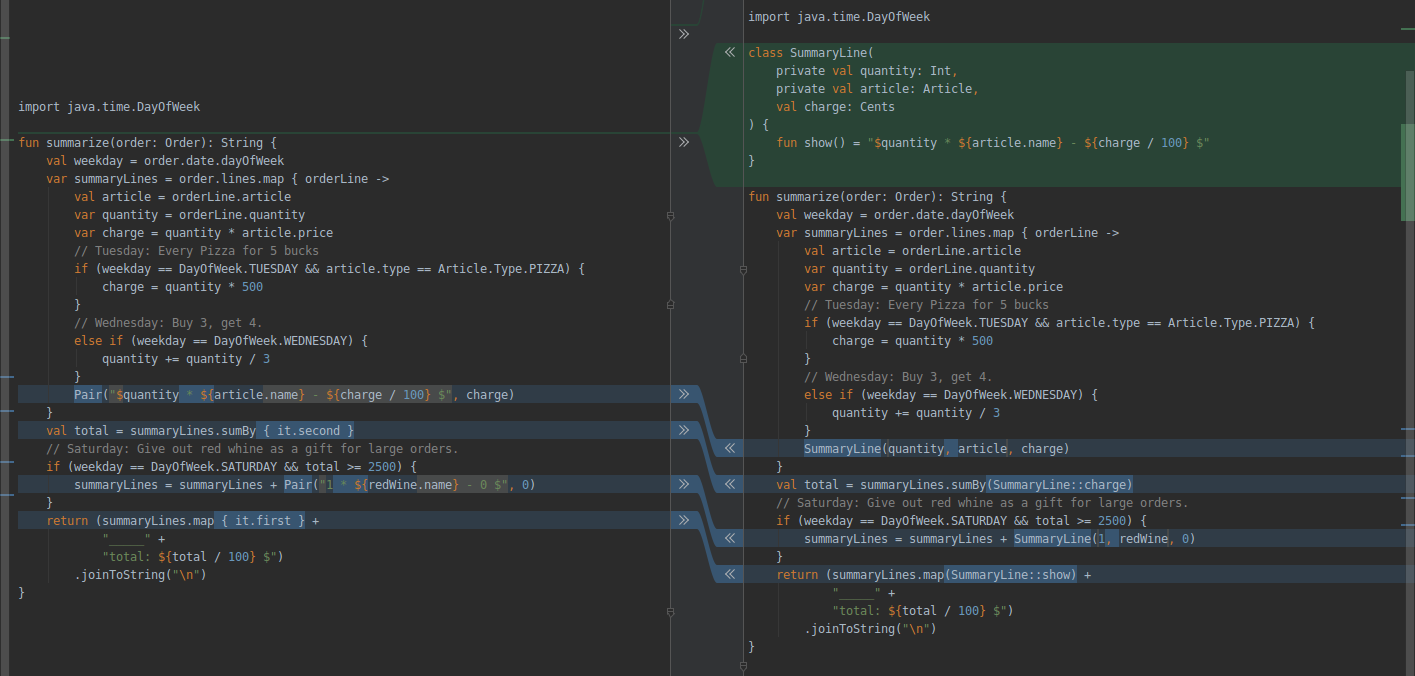 import java.time.DayOfWeek
fun summarize(order: Order): String {
    val weekday = order.date.dayOfWeek
    var summaryLines = order.lines.map { orderLine ->
        val article = orderLine.article
        var quantity = orderLine.quantity
        var charge = quantity * article.price
        // Tuesday: Every Pizza for 5 bucks
        if (weekday == DayOfWeek.TUESDAY && article.type == Article.Type.PIZZA) {
            charge = quantity * 500
        }
        // Wednesday: Buy 3, get 4.
        else if (weekday == DayOfWeek.WEDNESDAY) {
            quantity += quantity / 3
        }
        Pair("$quantity * ${article.name} - ${charge / 100} $", charge)
    }
    val total = summaryLines.sumBy { it.second }
    // Saturday: Give out red whine as a gift for large orders.
    if (weekday == DayOfWeek.SATURDAY && total >= 2500) {
        summaryLines = summaryLines + Pair("1 * ${redWine.name} - 0 $", 0)
    }
    return (summaryLines.map { it.first } +
            "_____" +
            "total: ${total / 100} $")
        .joinToString("\n")
}
import java.time.DayOfWeek
class SummaryLine(
    private val quantity: Int,
    private val article: Article,
    val charge: Cents
) {
    fun show() = "$quantity * ${article.name} - ${charge / 100} $"
}
fun summarize(order: Order): String {
    val weekday = order.date.dayOfWeek
    var summaryLines = order.lines.map { orderLine ->
        val article = orderLine.article
        var quantity = orderLine.quantity
        var charge = quantity * article.price
        // Tuesday: Every Pizza for 5 bucks
        if (weekday == DayOfWeek.TUESDAY && article.type == Article.Type.PIZZA) {
            charge = quantity * 500
        }
        // Wednesday: Buy 3, get 4.
        else if (weekday == DayOfWeek.WEDNESDAY) {
            quantity += quantity / 3
        }
        SummaryLine(quantity, article, charge)
    }
    val total = summaryLines.sumBy(SummaryLine::charge)
    // Saturday: Give out red whine as a gift for large orders.
    if (weekday == DayOfWeek.SATURDAY && total >= 2500) {
        summaryLines = summaryLines + SummaryLine(1, redWine, 0)
    }
    return (summaryLines.map(SummaryLine::show) +
            "_____" +
            "total: ${total / 100} $")
        .joinToString("\n")
}